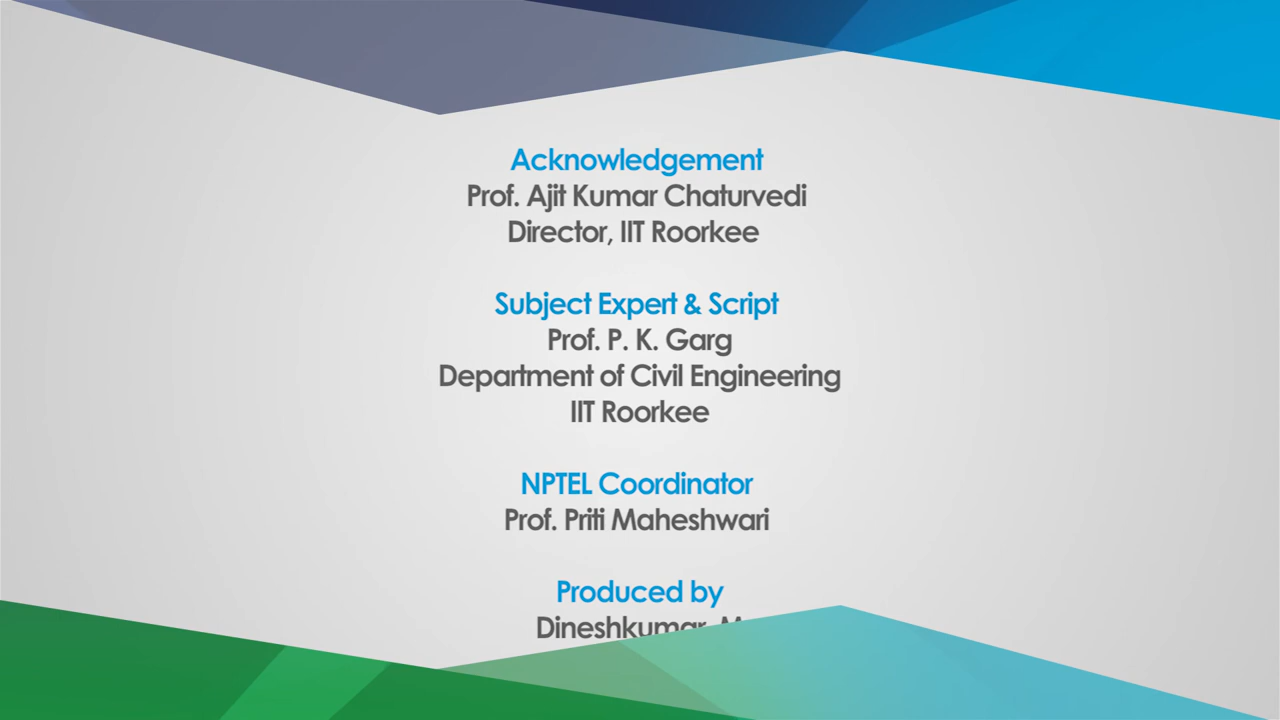 Acknowledgement
Prof. Ajit Kumar Chaturvedi
Director, IIT Roorkee
Subject Expert & Script
Prof. P. K. Garg
Department of Civil Engineering
IIT Roorkee
NPTEL Coordinator
Prof. Priti Maheshwari
Produced by
Dineshkumar